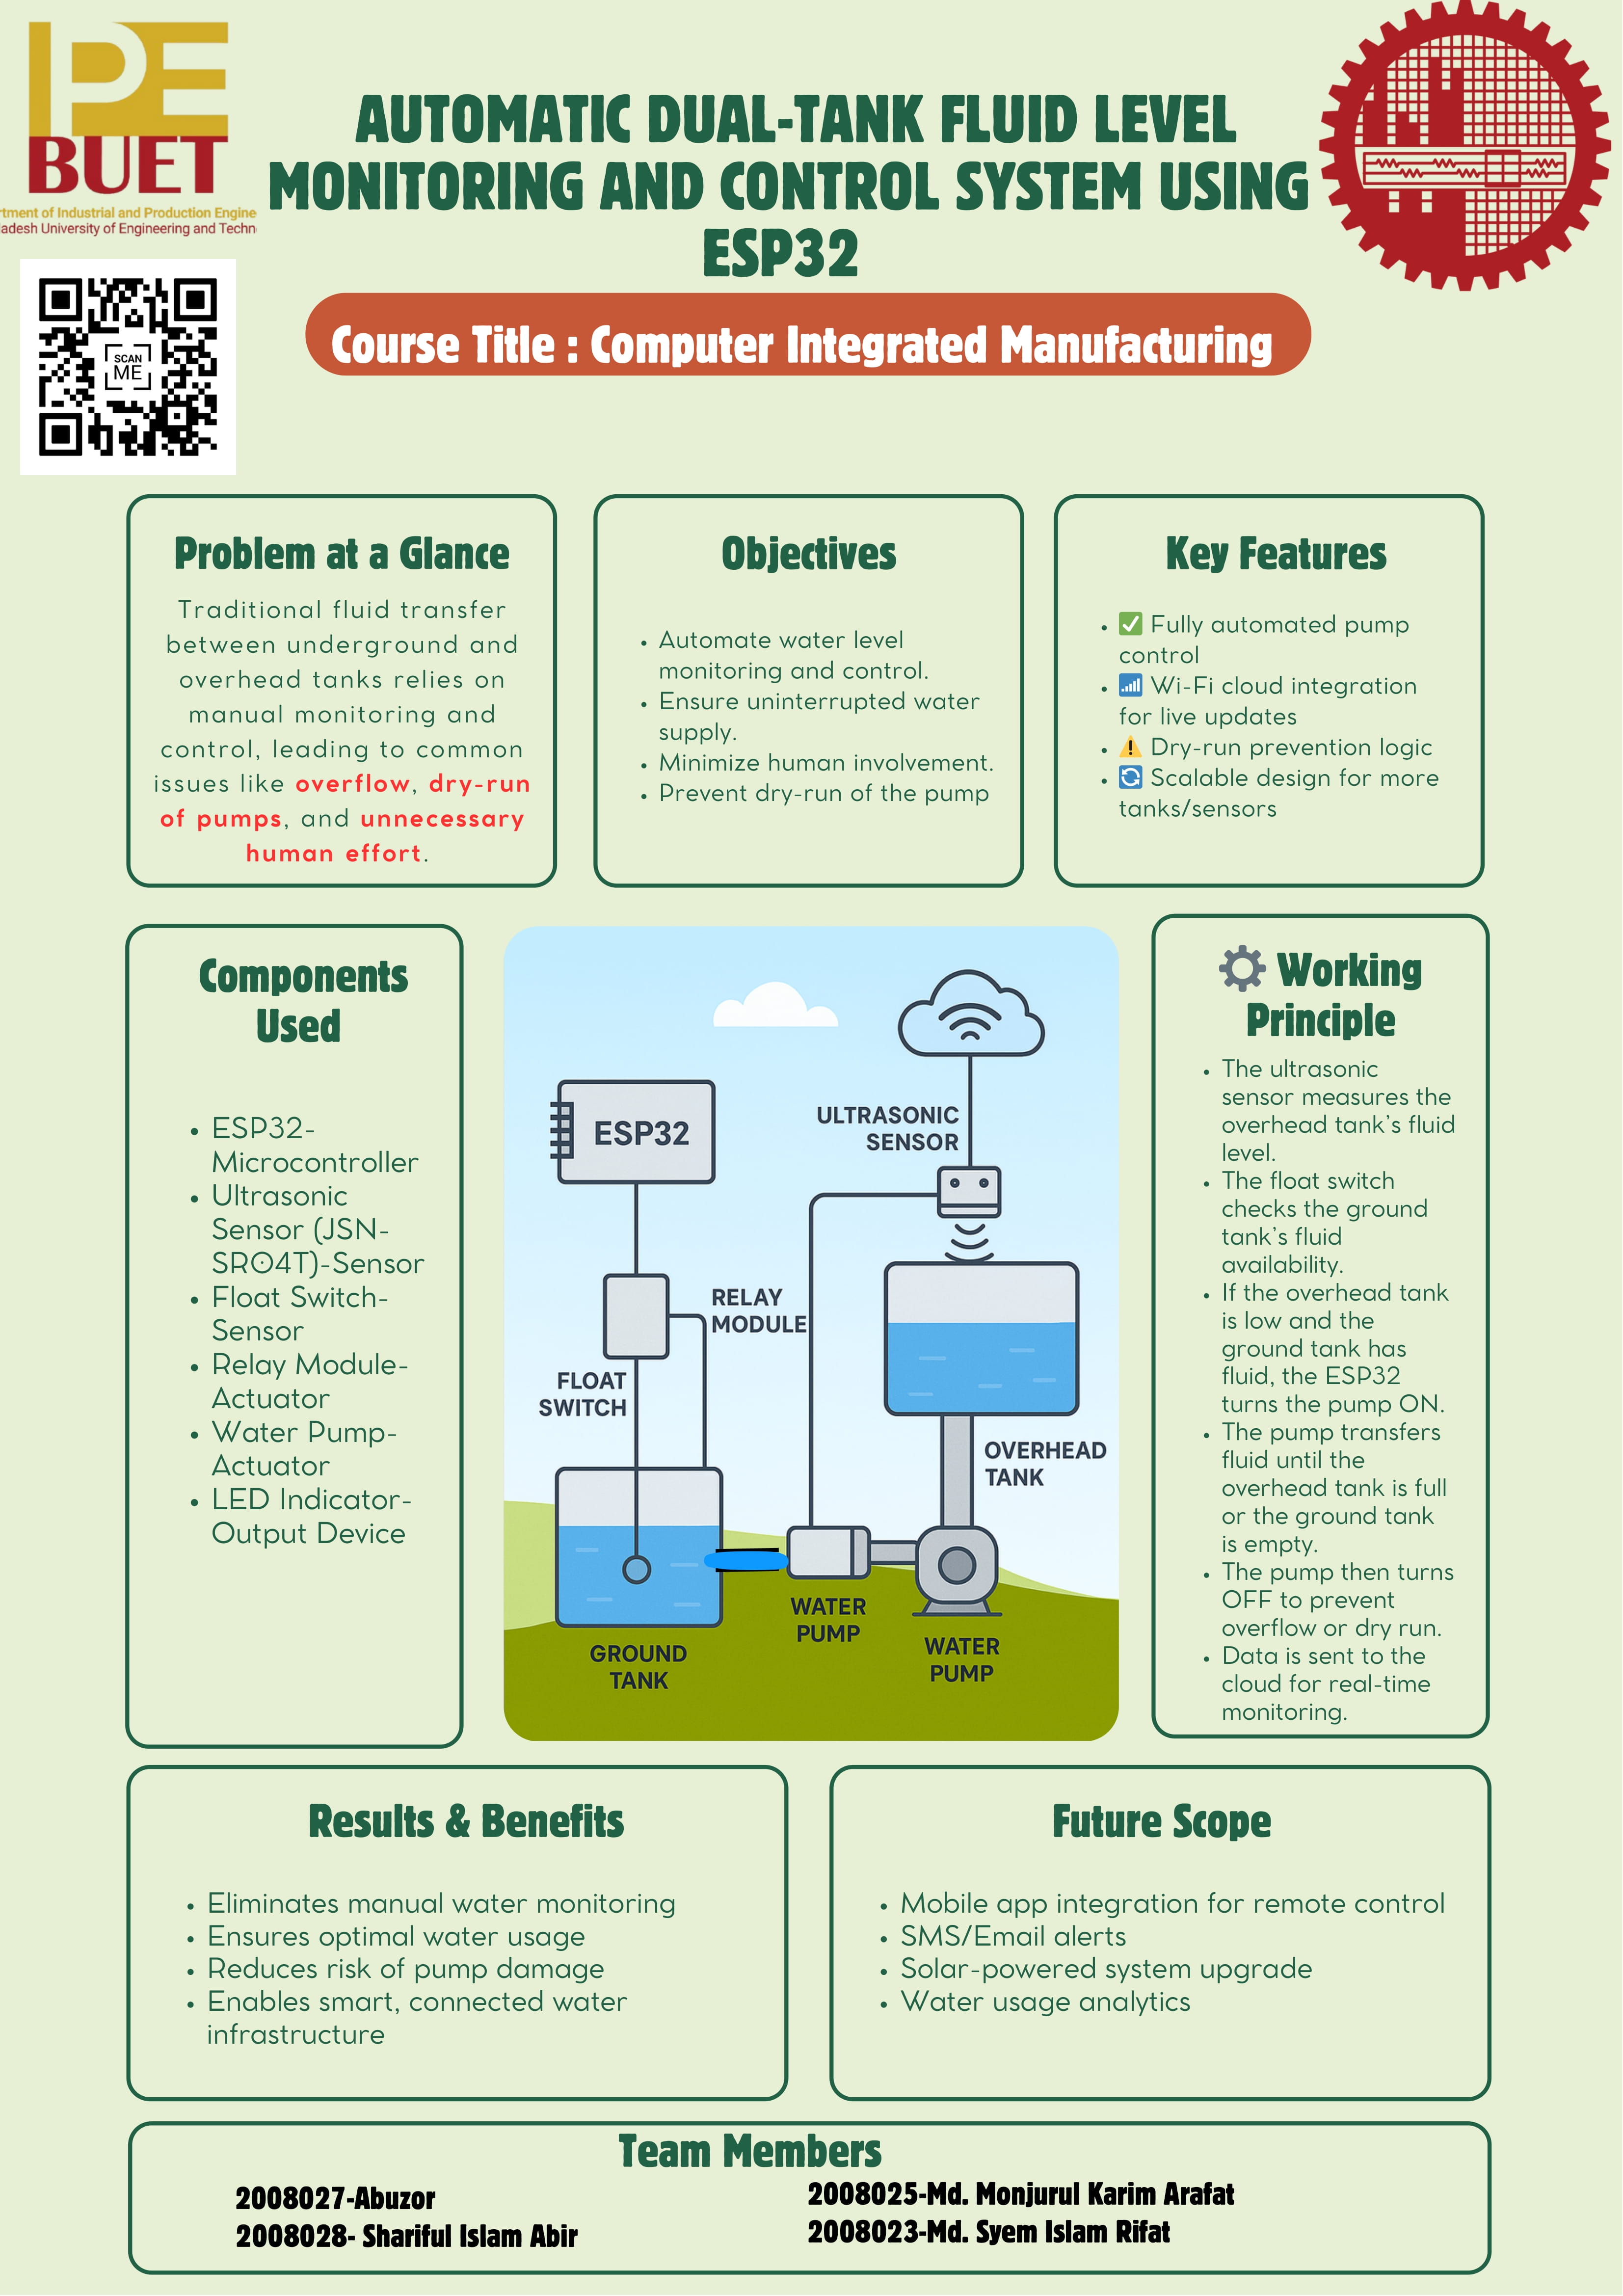 IPE
BUET
rtment of Industrial and Production Engine
adesh University of Engineering and Techn
AUTOMATIC DUAL-TANK FLUID LEVEL
MONITORING AND CONTROL SYSTEM USING
ESP32
SCAN
ME
Course Title : Computer Integrated Manufacturing
Problem at a Glance
Traditional fluid transfer
between underground and
overhead tanks relies on
manual monitoring and
control, leading to common
issues like overflow, dry-run
of pumps, and unnecessary
human effort.
Objectives
• Automate water level
monitoring and control.
• Ensure uninterrupted water
supply.
• Minimize human involvement.
• Prevent dry-run of the pump
Key Features
• ✅ Fully automated pump
control
• 📶 Wi-Fi cloud integration
for live updates
• ⚠️ Dry-run prevention logic
• 🔄 Scalable design for more
tanks/sensors
Components
Used
• ESP32-
Microcontroller
• Ultrasonic
Sensor (JSN-
SR04T)-Sensor
• Float Switch-
Sensor
• Relay Module-
Actuator
• Water Pump-
Actuator
• LED Indicator-
Output Device
ESP32
ULTRASONIC
SENSOR
RELAY
MODULE
FLOAT
SWITCH
OVERHEAD
TANK
GROUND
TANK
WATER
PUMP
WATER
PUMP
⚙️ Working
Principle
• The ultrasonic
sensor measures the
overhead tank's fluid
level.
• The float switch
checks the ground
tank's fluid
availability.
• If the overhead tank
is low and the
ground tank has
fluid, the ESP32
turns the pump ON.
• The pump transfers
fluid until the
overhead tank is full
or the ground tank
is empty.
• The pump then turns
OFF to prevent
overflow or dry run.
• Data is sent to the
cloud for real-time
monitoring.
Results & Benefits
• Eliminates manual water monitoring
• Ensures optimal water usage
• Reduces risk of pump damage
• Enables smart, connected water
infrastructure
Future Scope
• Mobile app integration for remote control
• SMS/Email alerts
• Solar-powered system upgrade
• Water usage analytics
Team Members
2008027-Abuzor
2008028- Shariful Islam Abir
2008025-Md. Monjurul Karim Arafat
2008023-Md. Syem Islam Rifat